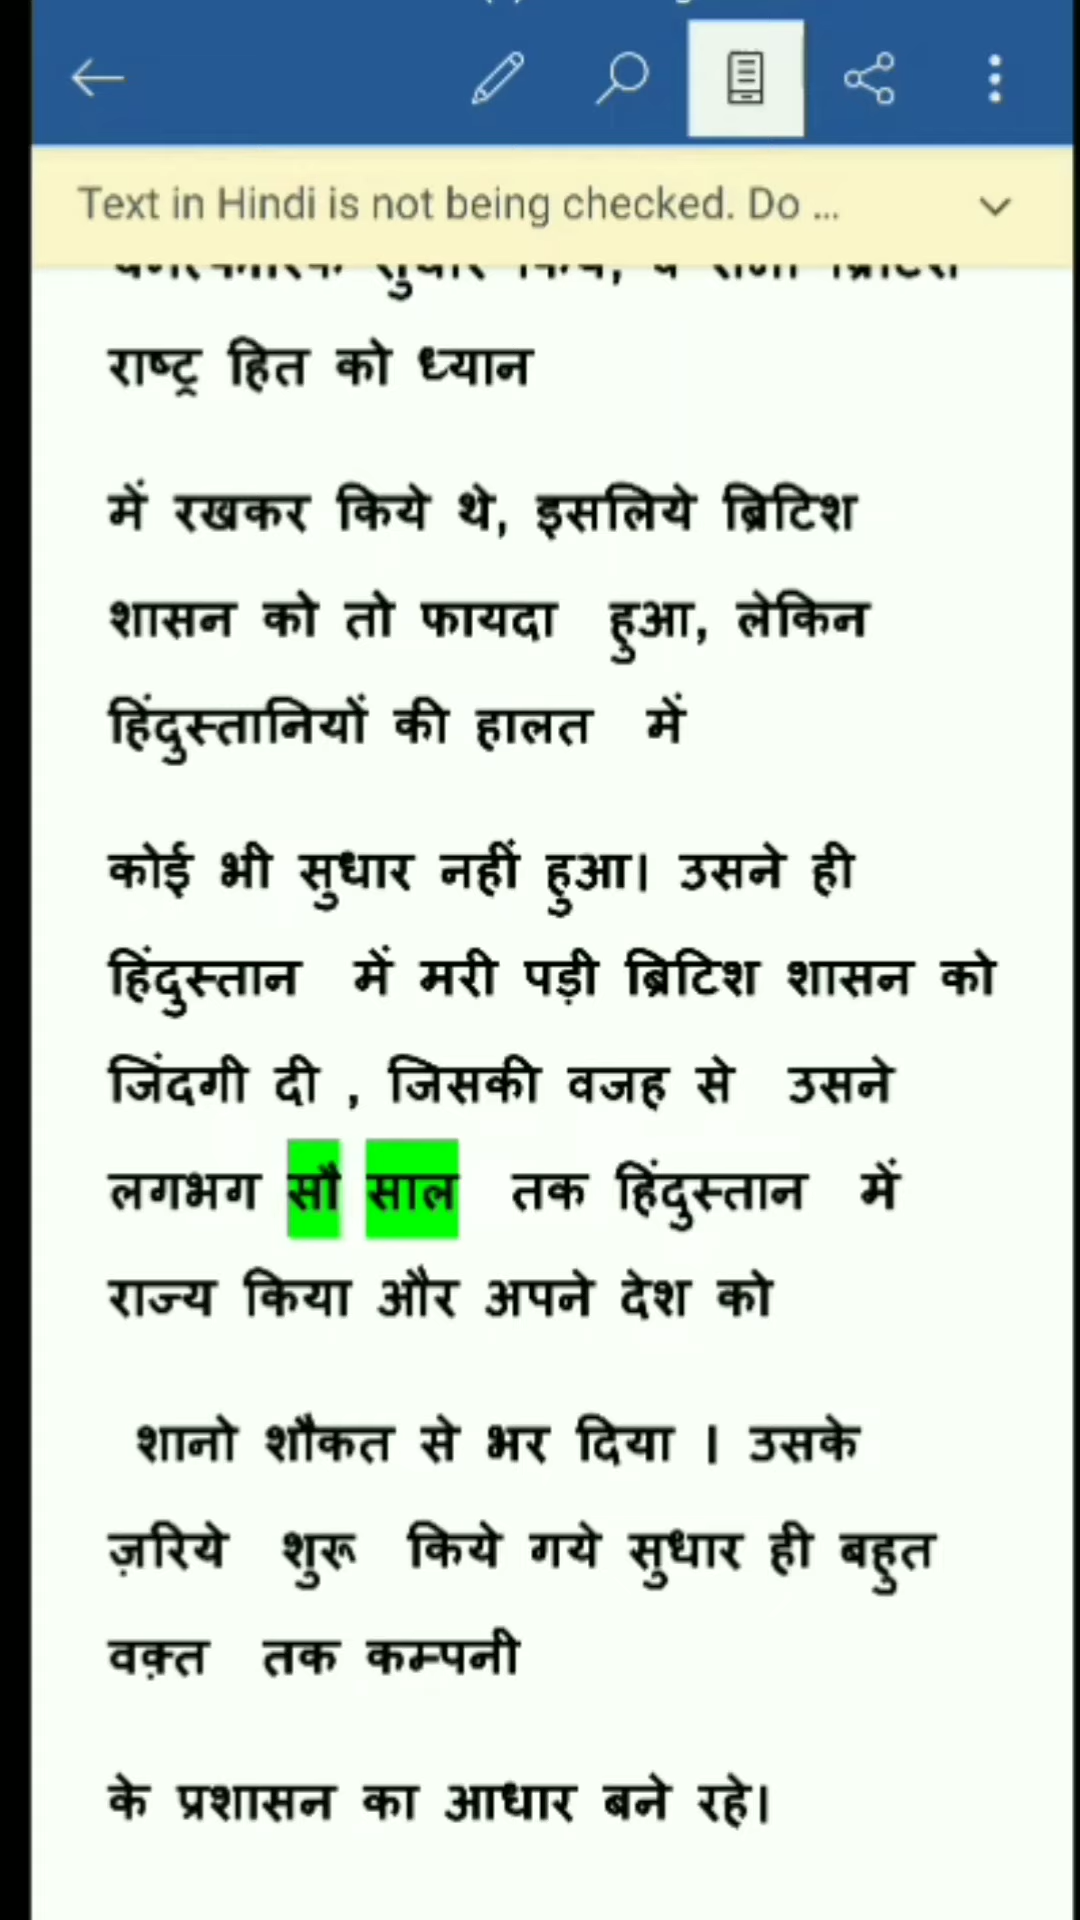 Text in Hindi is not being checked. Do ...
राष्ट्र हित को ध्यान
में रखकर किये थे, इसलिये ब्रिटिश
शासन को तो फायदा हुआ, लेकिन
हिंदुस्तानियों की हालत में
कोई भी सुधार नहीं हुआ। उसने ही
हिंदुस्तान में मरी पड़ी ब्रिटिश शासन को
जिंदगी दी , जिसकी वजह से उसने
लगभग सौ साल तक हिंदुस्तान में
राज्य किया और अपने देश को
शानो शौकत से भर दिया । उसके
ज़रिये शुरू किये गये सुधार ही बहुत
वक़्त तक कम्पनी
के प्रशासन का आधार बने रहे।